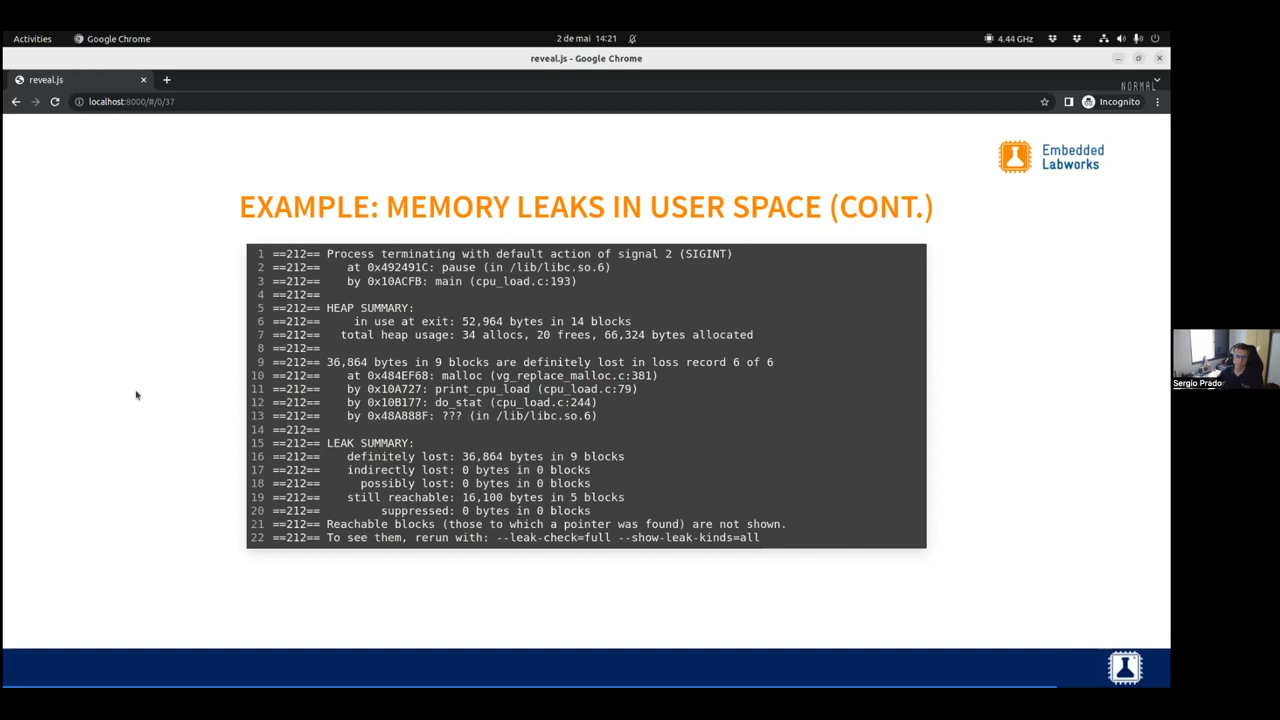 Activities
Google Chrome
2 de mai 14:21
4.44 GHz
reveal.js - Google Chrome
reveal.js
NORMAL
localhost:8000/#/0/37
Incognito
Embedded
Labworks
EXAMPLE: MEMORY LEAKS IN USER SPACE (CONT.)
1 ==212== Process terminating with default action of signal 2 (SIGINT)
2 ==212==    at 0x492491C: pause (in /lib/libc.so.6)
3 ==212==    by 0x10ACFB: main (cpu_load.c:193)
4 ==212==
5 ==212== HEAP SUMMARY:
6 ==212==     in use at exit: 52,964 bytes in 14 blocks
7 ==212==   total heap usage: 34 allocs, 20 frees, 66,324 bytes allocated
8 ==212==
9 ==212== 36,864 bytes in 9 blocks are definitely lost in loss record 6 of 6
10 ==212==    at 0x484EF68: malloc (vg_replace_malloc.c:381)
11 ==212==    by 0x10A727: print_cpu_load (cpu_load.c:79)
12 ==212==    by 0x10B177: do_stat (cpu_load.c:244)
13 ==212==    by 0x48A888F: ??? (in /lib/libc.so.6)
14 ==212==
15 ==212== LEAK SUMMARY:
16 ==212==    definitely lost: 36,864 bytes in 9 blocks
17 ==212==    indirectly lost: 0 bytes in 0 blocks
18 ==212==      possibly lost: 0 bytes in 0 blocks
19 ==212==    still reachable: 16,100 bytes in 5 blocks
20 ==212==         suppressed: 0 bytes in 0 blocks
21 ==212== Reachable blocks (those to which a pointer was found) are not shown.
22 ==212== To see them, rerun with: --leak-check=full --show-leak-kinds=all
Sergio Prado